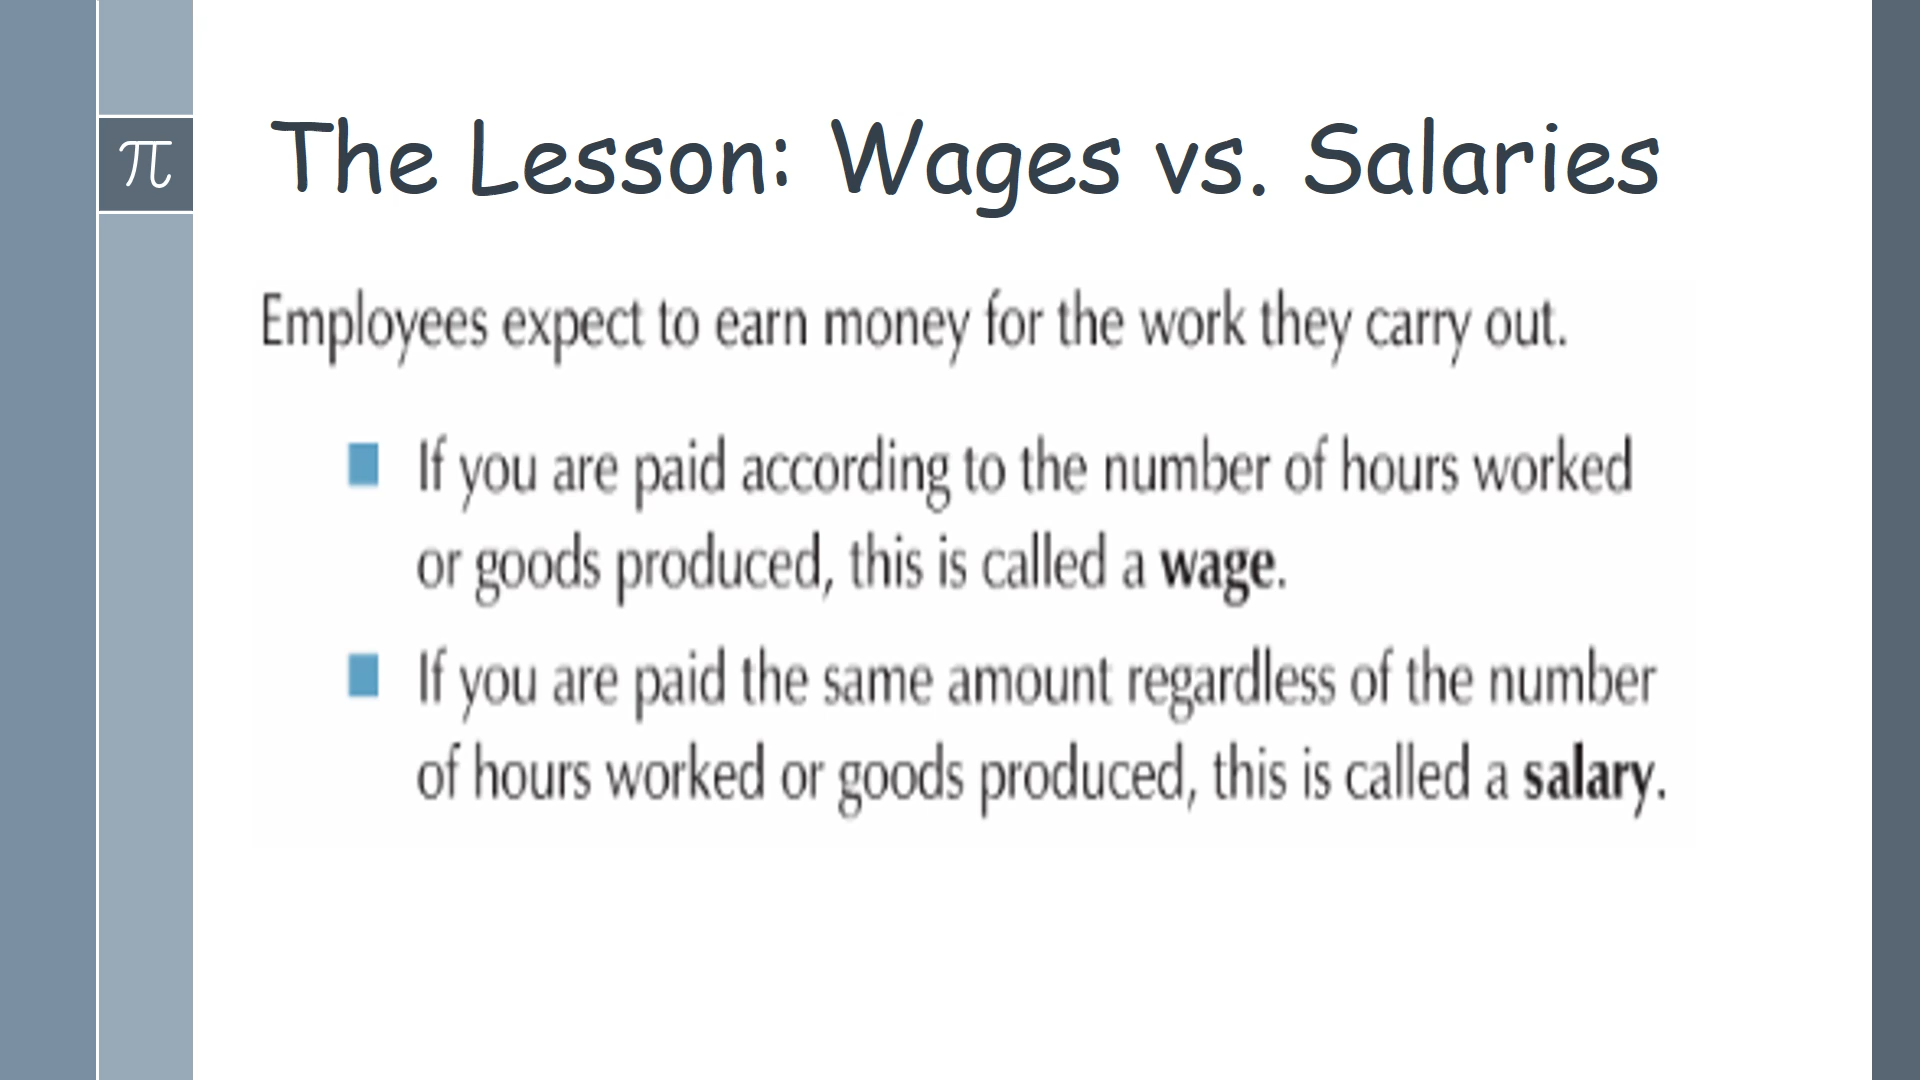 π
The Lesson: Wages vs. Salaries
Employees expect to earn money for the work they carry out.
If you are paid according to the number of hours worked
or goods produced, this is called a wage.
If you are paid the same amount regardless of the number
of hours worked or goods produced, this is called a salary.